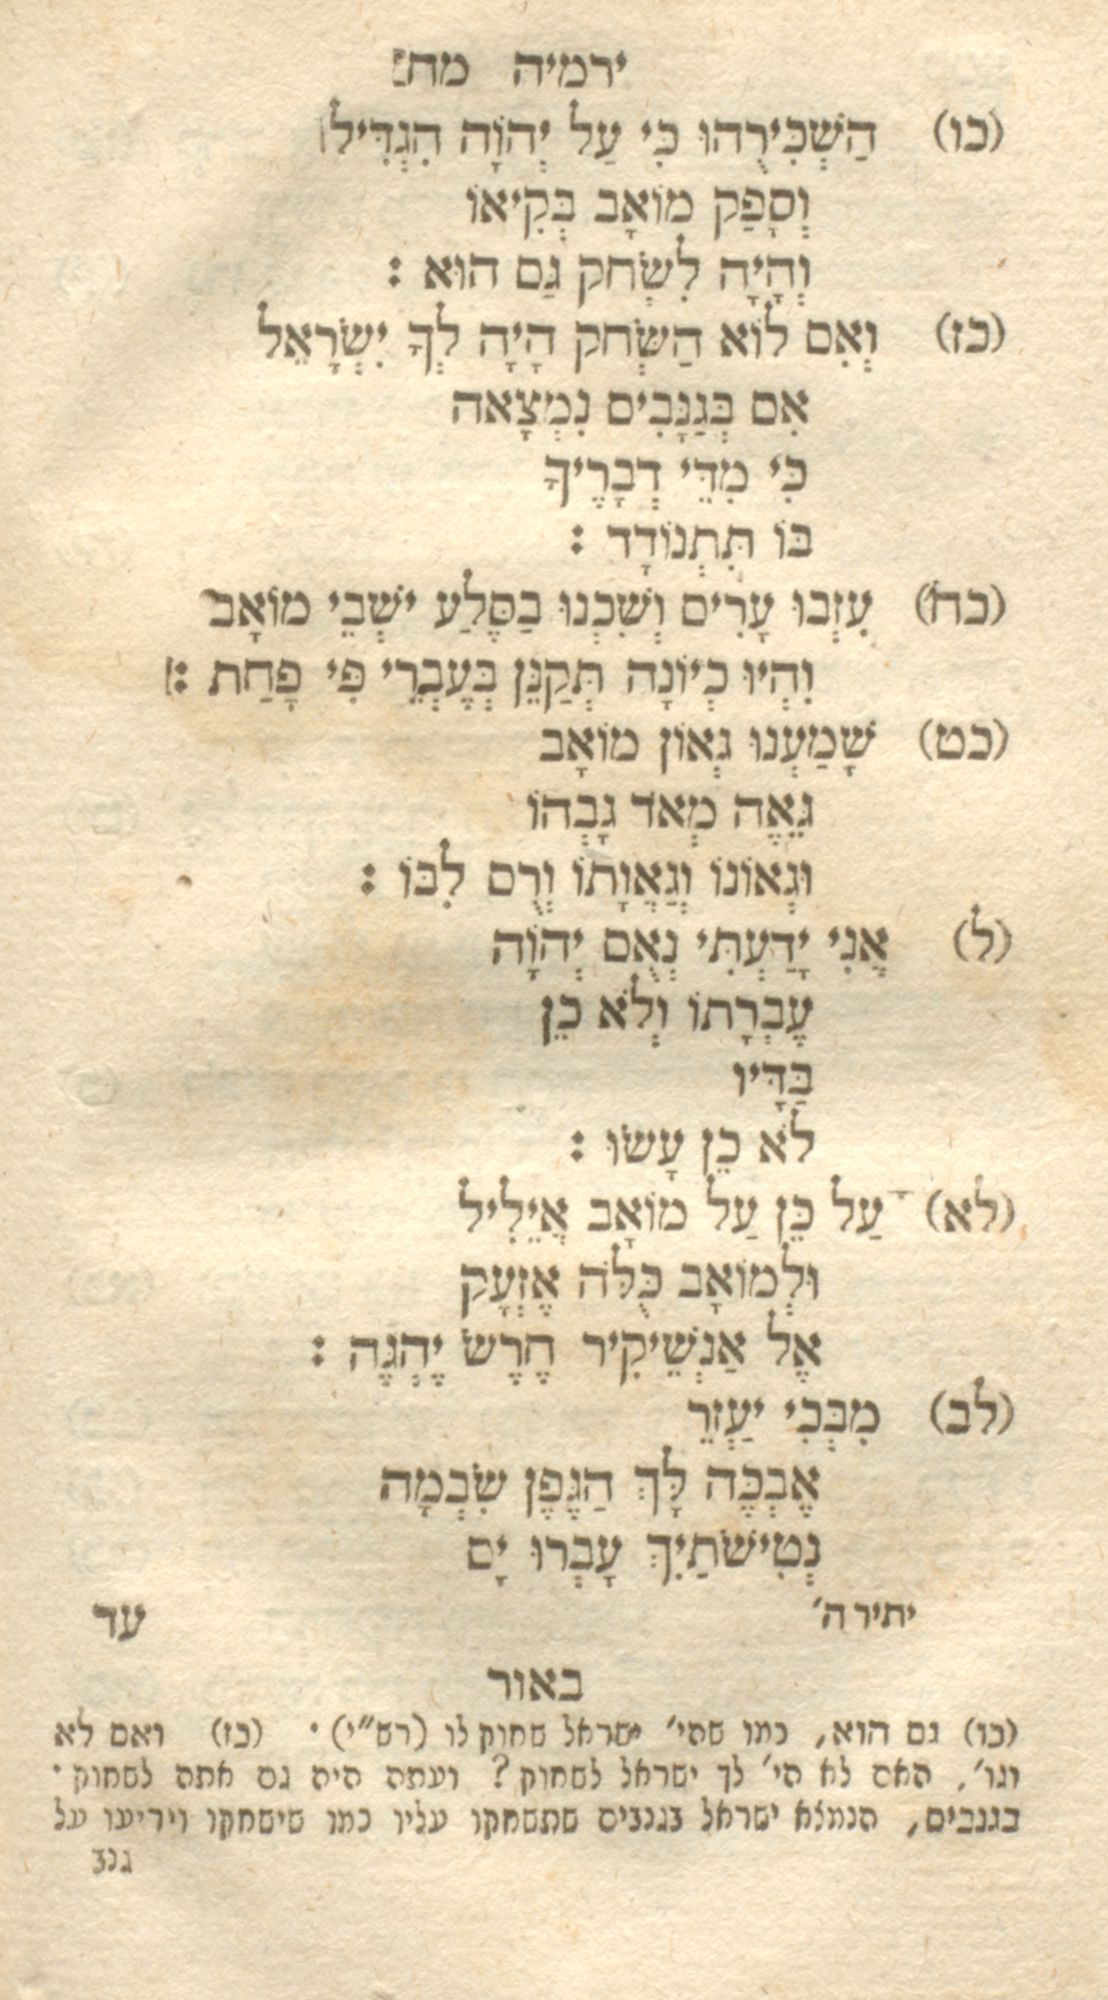 ירמיה מח
(כו) הַשְׁכִּירֻהוּ כִּי עַל יְהוָֹה הִגְדִּיל
וְסָפַק מוֹאָב בְּקִיאוֹ
וְהָיָה לִשְׂחֹק גַּם הוּא :
(כז) וְאִם לוֹא הַשְּׂחֹק הָיָה לְךָ יִשְׂרָאֵל
אִם בְּגַנָּבִים נִמְצָאה
כִּי מִדֵּי דְבָרֶיךָ
בּוֹ תִּתְנוֹדָד :
(כח) עִזְבוּ עָרִים וְשִׁכְנוּ בַּסֶּלַע יֹשְׁבֵי מוֹאָב
וִהְיוּ כְיוֹנָה תְּקַנֵּן בְּעֶבְרֵי פִי פָחַת :
(כט) שָׁמַעְנוּ גְאוֹן מוֹאָב
גֵּאֶה מְאֹד גָּבְהוֹ
וּגְאוֹנוֹ וְגַאֲוָתוֹ וְרֻם לִבּוֹ :
(ל) אֲנִי יָדַעְתִּי נְאֻם יְהוָֹה
עֶבְרָתוֹ וְלֹא כֵן
בַּדָּיו
לֹא כֵן עָשׂוּ :
(לא) עַל כֵּן עַל מוֹאָב אֲיֵלִיל
וּלְמוֹאָב כֻּלֹּה אֶזְעָק
אֶל אַנְשֵׁי קִיר חֶרֶשׂ יֶהְגֶּה :
(לב) מִבְּכִי יַעְזֵר
אֶבְכֶּה לָּךְ הַגֶּפֶן שִׂבְמָה
נְטִישֹׁתַיִךְ עָבְרוּ יָם
יתיר ה׳ עד
באור
(כו) גם הוא, כמו שהי׳ ישראל שחוק לו (רש״י)· (כז) ואם לא
וגו׳, האם לא הי׳ לך ישראל לשחוק? ועתה היה גם אתה לשחוק·
בגנבים, הנמצא ישראל בגנבים שתשחקו עליו כמו שישחקו ויריעו על
גנב